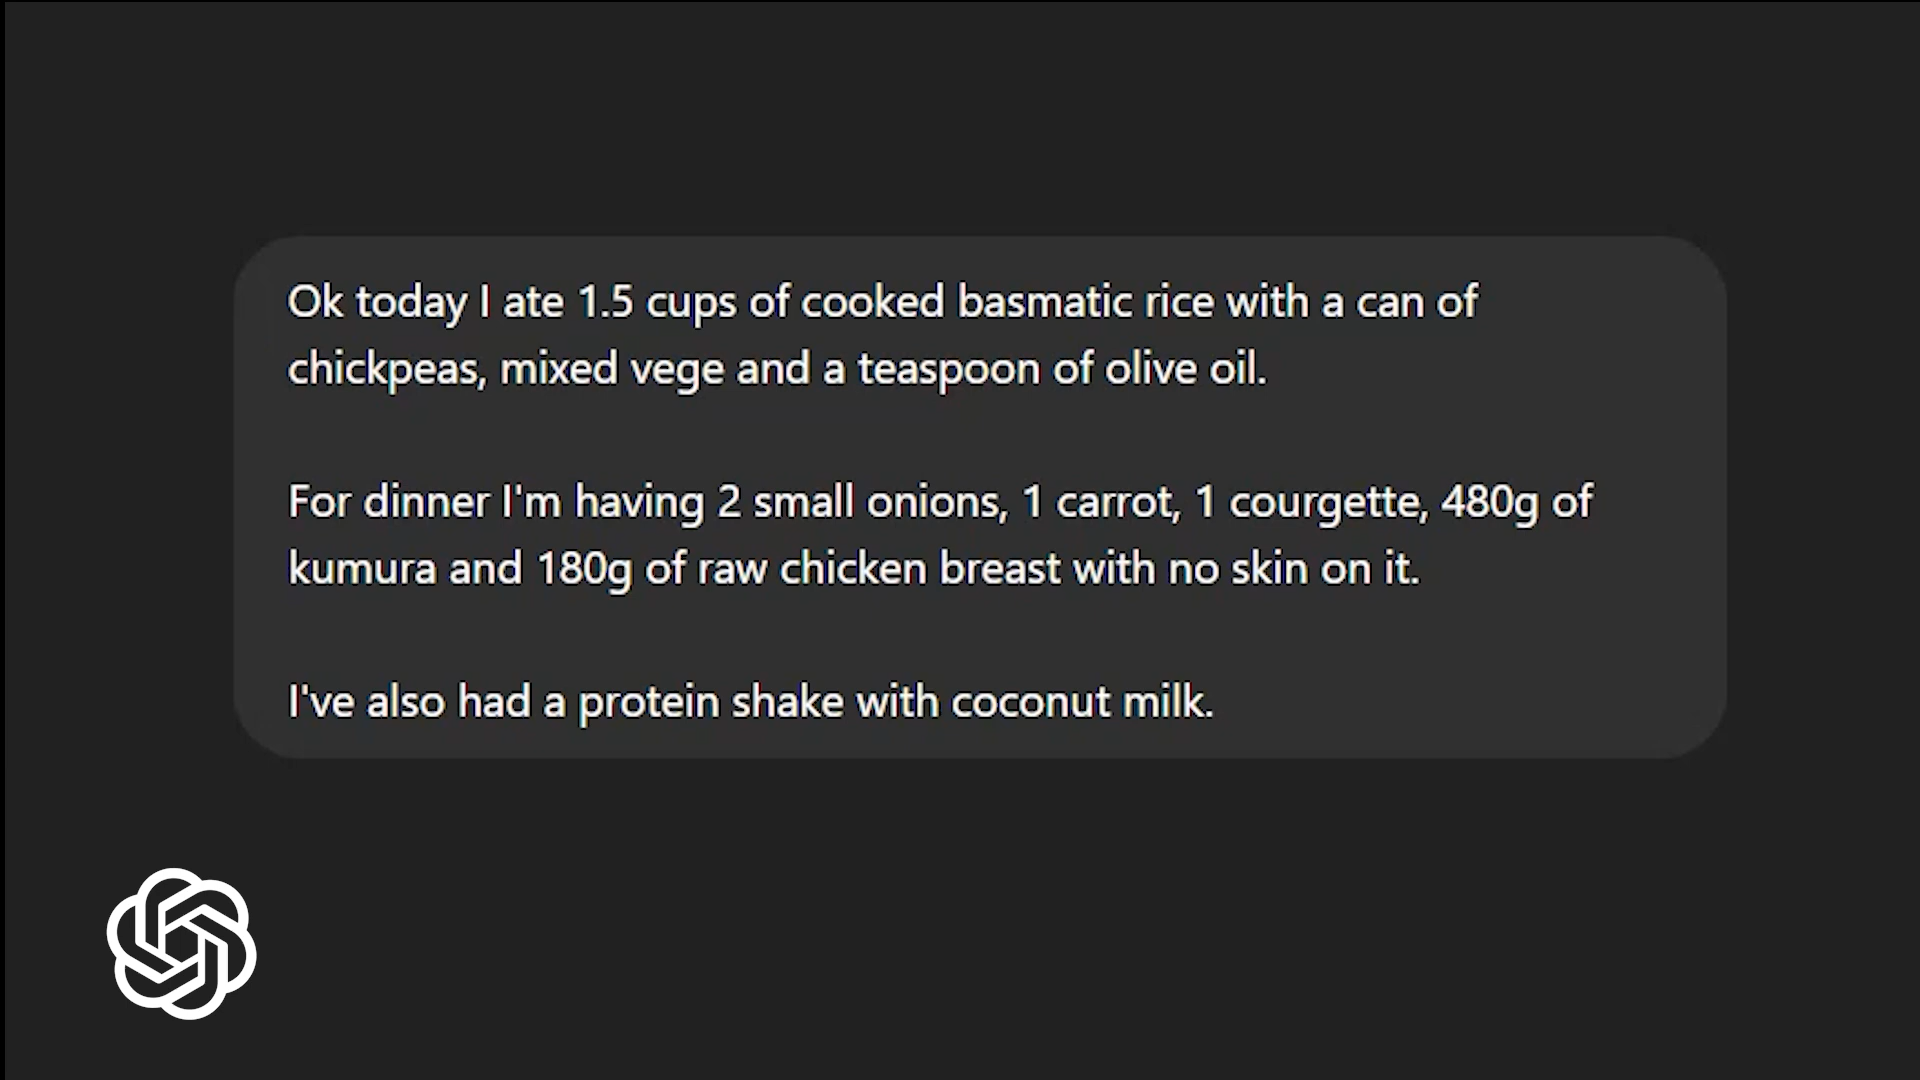 Ok today I ate 1.5 cups of cooked basmatic rice with a can of
chickpeas, mixed vege and a teaspoon of olive oil.
For dinner I'm having 2 small onions, 1 carrot, 1 courgette, 480g of
kumura and 180g of raw chicken breast with no skin on it.
I've also had a protein shake with coconut milk.